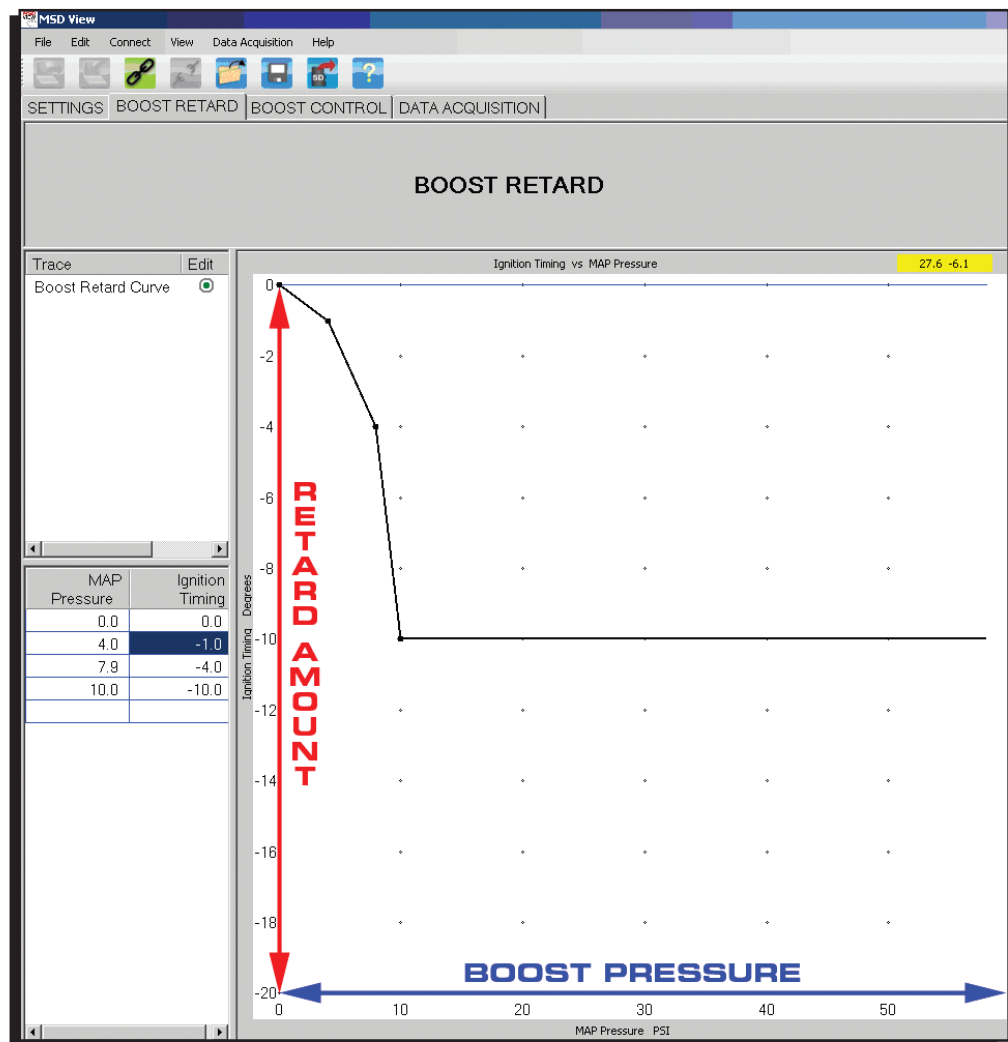 MSD View
File Edit Connect View Data Acquisition Help
SD
?
SETTINGS BOOST RETARD BOOST CONTROL DATA ACQUISITION
BOOST RETARD
Trace Edit
Boost Retard Curve
Ignition Timing vs MAP Pressure
27.6 -6.1
MAP Pressure Ignition Timing
0.0 0.0
4.0 -1.0
7.9 -4.0
10.0 -10.0
0
-2
-4
-6
-8
-10
-12
-14
-16
-18
-20
Ignition Timing Degrees
RETARD AMOUNT
BOOST PRESSURE
0 10 20 30 40 50
MAP Pressure PSI